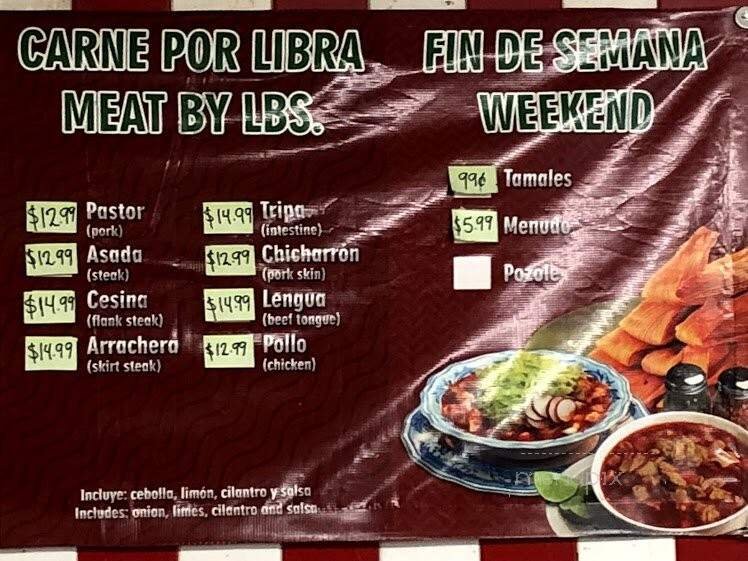 CARNE POR LIBRA
MEAT BY LBS.
$12.99 Pastor
(pork)
$12.99 Asada
(steak)
$14.99 Cesina
(flank steak)
$14.99 Arrachera
(skirt steak)
$14.99 Tripa
(intestine)
$12.99 Chicharron
(pork skin)
$14.99 Lengua
(beef tongue)
$12.99 Pollo
(chicken)
Incluye: cebolla, limón, cilantro y salsa
Includes: onion, limes, cilantro and salsa
FIN DE SEMANA
WEEKEND
99¢ Tamales
$5.99 Menudo
Pozole